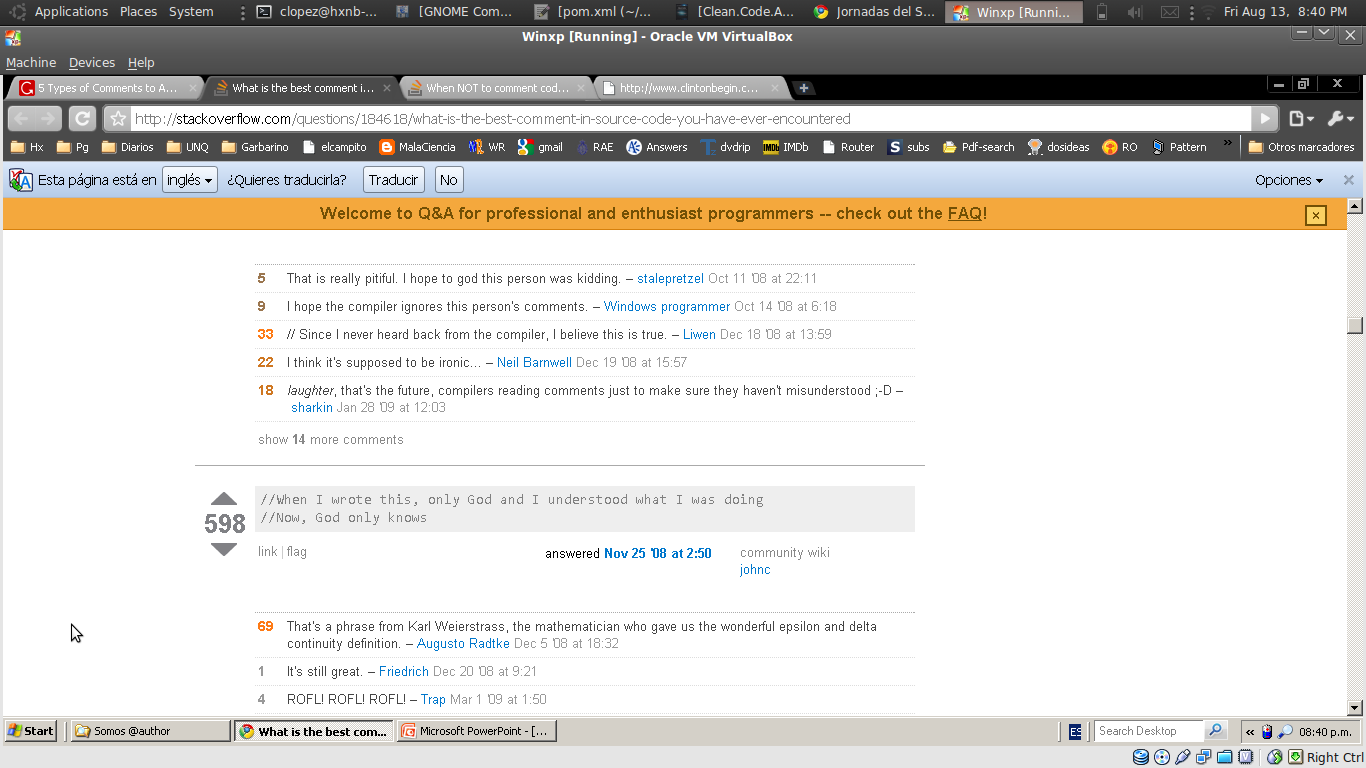 Applications Places System clopez@hxnb-... [GNOME Com... [pom.xml (~/... [Clean.Code.A... Jornadas del S... Winxp [Runni... Fri Aug 13, 8:40 PM
Winxp [Running] - Oracle VM VirtualBox
Machine Devices Help
5 Types of Comments to A... What is the best comment i... When NOT to comment cod... http://www.clintonbegin.c...
http://stackoverflow.com/questions/184618/what-is-the-best-comment-in-source-code-you-have-ever-encountered
Hx Pg Diarios UNQ Garbarino elcampito MalaCiencia WR gmail RAE Answers dvdrip IMDb Router subs Pdf-search dosideas RO Pattern » Otros marcadores
Esta página está en inglés ¿Quieres traducirla? Traducir No Opciones
Welcome to Q&A for professional and enthusiast programmers -- check out the FAQ!
5 That is really pitiful. I hope to god this person was kidding. – stalepretzel Oct 11 '08 at 22:11
9 I hope the compiler ignores this person's comments. – Windows programmer Oct 14 '08 at 6:18
33 // Since I never heard back from the compiler, I believe this is true. – Liwen Dec 18 '08 at 13:59
22 I think it's supposed to be ironic... – Neil Barnwell Dec 19 '08 at 15:57
18 laughter, that's the future, compilers reading comments just to make sure they haven't misunderstood ;-D –
sharkin Jan 28 '09 at 12:03
show 14 more comments
//When I wrote this, only God and I understood what I was doing
598
//Now, God only knows
link | flag answered Nov 25 '08 at 2:50 community wiki
johnc
69 That's a phrase from Karl Weierstrass, the mathematician who gave us the wonderful epsilon and delta
continuity definition. – Augusto Radtke Dec 5 '08 at 18:32
1 It's still great. – Friedrich Dec 20 '08 at 9:21
4 ROFL! ROFL! ROFL! – Trap Mar 1 '09 at 1:50
Start Somos @author What is the best com... Microsoft PowerPoint - [... ES Search Desktop « 08:40 p.m.
Right Ctrl